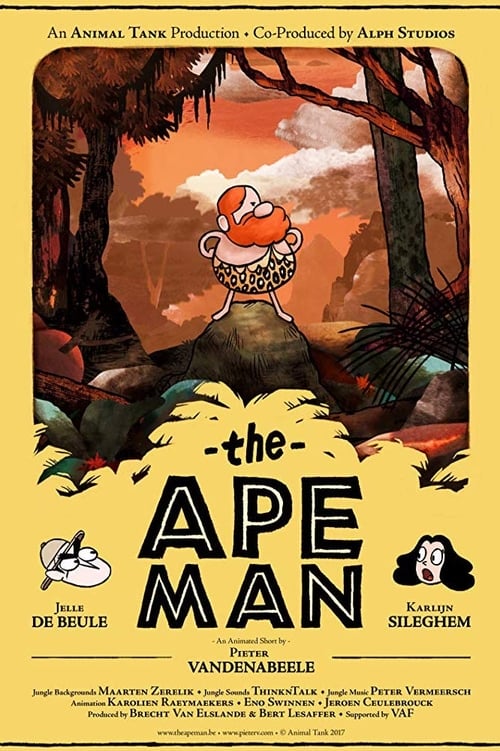 An ANIMAL TANK Production • Co-Produced by ALPH STUDIOS
-the-
APE
MAN
JELLE
DE BEULE
KARLIJN
SILEGHEM
- An Animated Short by -
PIETER
VANDENABEELE
Jungle Backgrounds MAARTEN ZERELIK • Jungle Sounds THINKNTALK • Jungle Music PETER VERMEERSCH
Animation KAROLIEN RAEYMAEKERS • ENO SWINNEN • JEROEN CEULEBROUCK
Produced by BRECHT VAN ELSLANDE & BERT LESAFFER • Supported by VAF
www.theapeman.be • www.pieterv.com • © Animal Tank 2017